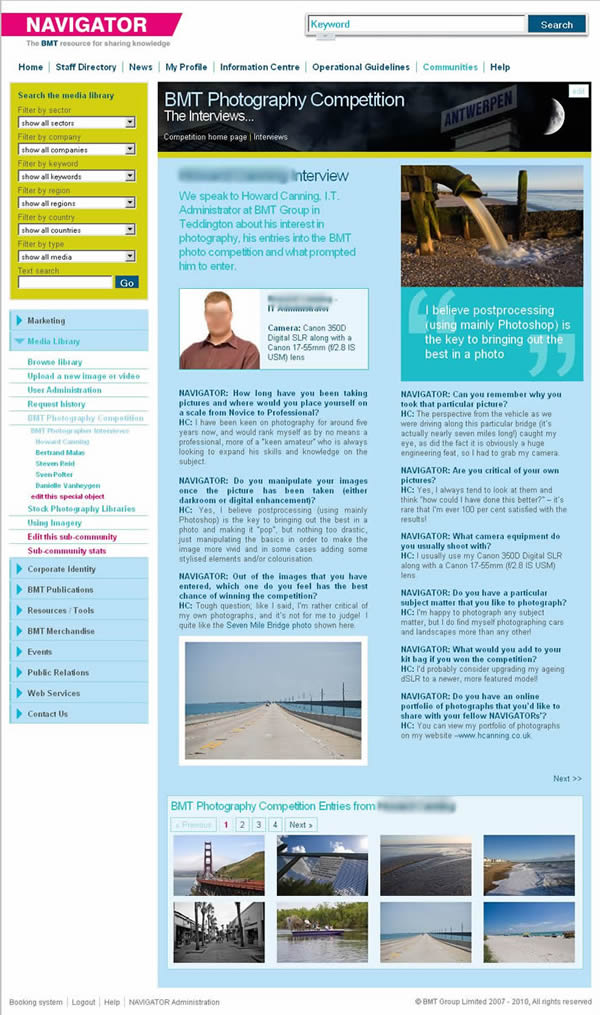 NAVIGATOR
The BMT resource for sharing knowledge
Keyword
Search
Home | Staff Directory | News | My Profile | Information Centre | Operational Guidelines | Communities | Help
Search the media library
Filter by sector
show all sectors
Filter by company
show all companies
Filter by keyword
show all keywords
Filter by region
show all regions
Filter by country
show all countries
Filter by type
show all media
Text search
Go
Marketing
Media Library
Browse library
Upload a new image or video
User Administration
Request history
BMT Photography Competition
BMT Photographer Interviews
Howard Canning
Bertrand Malas
Steven Reid
Sven Potter
Danielle Vanheygen
edit this special object
Stock Photography Libraries
Using Imagery
Edit this sub-community
Sub-community stats
Corporate Identity
BMT Publications
Resources / Tools
BMT Merchandise
Events
Public Relations
Web Services
Contact Us
BMT Photography Competition
The Interviews...
Competition home page | Interviews
edit
ANTWERPEN
Interview
We speak to Howard Canning, I.T.
Administrator at BMT Group in
Teddington about his interest in
photography, his entries into the BMT
photo competition and what prompted
him to enter.
IT Administrator
Camera: Canon 350D
Digital SLR along with a
Canon 17-55mm (f/2.8 IS
USM) lens
NAVIGATOR: How long have you been taking
pictures and where would you place yourself on
a scale from Novice to Professional?
HC: I have been keen on photography for around five
years now, and would rank myself as by no means a
professional, more of a "keen amateur" who is always
looking to expand his skills and knowledge on the
subject.
NAVIGATOR: Do you manipulate your images
once the picture has been taken (either
darkroom or digital enhancement)?
HC: Yes, I believe postprocessing (using mainly
Photoshop) is the key to bringing out the best in a
photo and making it "pop", but nothing too drastic,
just manipulating the basics in order to make the
image more vivid and in some cases adding some
stylised elements and/or colourisation.
NAVIGATOR: Out of the images that you have
entered, which one do you feel has the best
chance of winning the competition?
HC: Tough question; like I said, I'm rather critical of
my own photographs, and it's not for me to judge! I
quite like the Seven Mile Bridge photo shown here.
“I believe postprocessing
(using mainly Photoshop) is
the key to bringing out the
best in a photo”
NAVIGATOR: Can you remember why you
took that particular picture?
HC: The perspective from the vehicle as we
were driving along this particular bridge (it's
actually nearly seven miles long!) caught my
eye, as did the fact it is obviously a huge
engineering feat, so I had to grab my camera.
NAVIGATOR: Are you critical of your own
pictures?
HC: Yes, I always tend to look at them and
think "how could I have done this better?" – it's
rare that I'm ever 100 per cent satisfied with the
results!
NAVIGATOR: What camera equipment do
you usually shoot with?
HC: I usually use my Canon 350D Digital SLR
along with a Canon 17-55mm (f/2.8 IS USM)
lens
NAVIGATOR: Do you have a particular
subject matter that you like to photograph?
HC: I'm happy to photograph any subject
matter, but I do find myself photographing cars
and landscapes more than any other!
NAVIGATOR: What would you add to your
kit bag if you won the competition?
HC: I'd probably consider upgrading my ageing
dSLR to a newer, more featured model!
NAVIGATOR: Do you have an online
portfolio of photographs that you'd like to
share with your fellow NAVIGATORs'?
HC: You can view my portfolio of photographs
on my website –www.hcanning.co.uk
Next >>
BMT Photography Competition Entries from
« Previous 1 2 3 4 Next »
Booking system | Logout | Help | NAVIGATOR Administration
© BMT Group Limited 2007 - 2010, All rights reserved